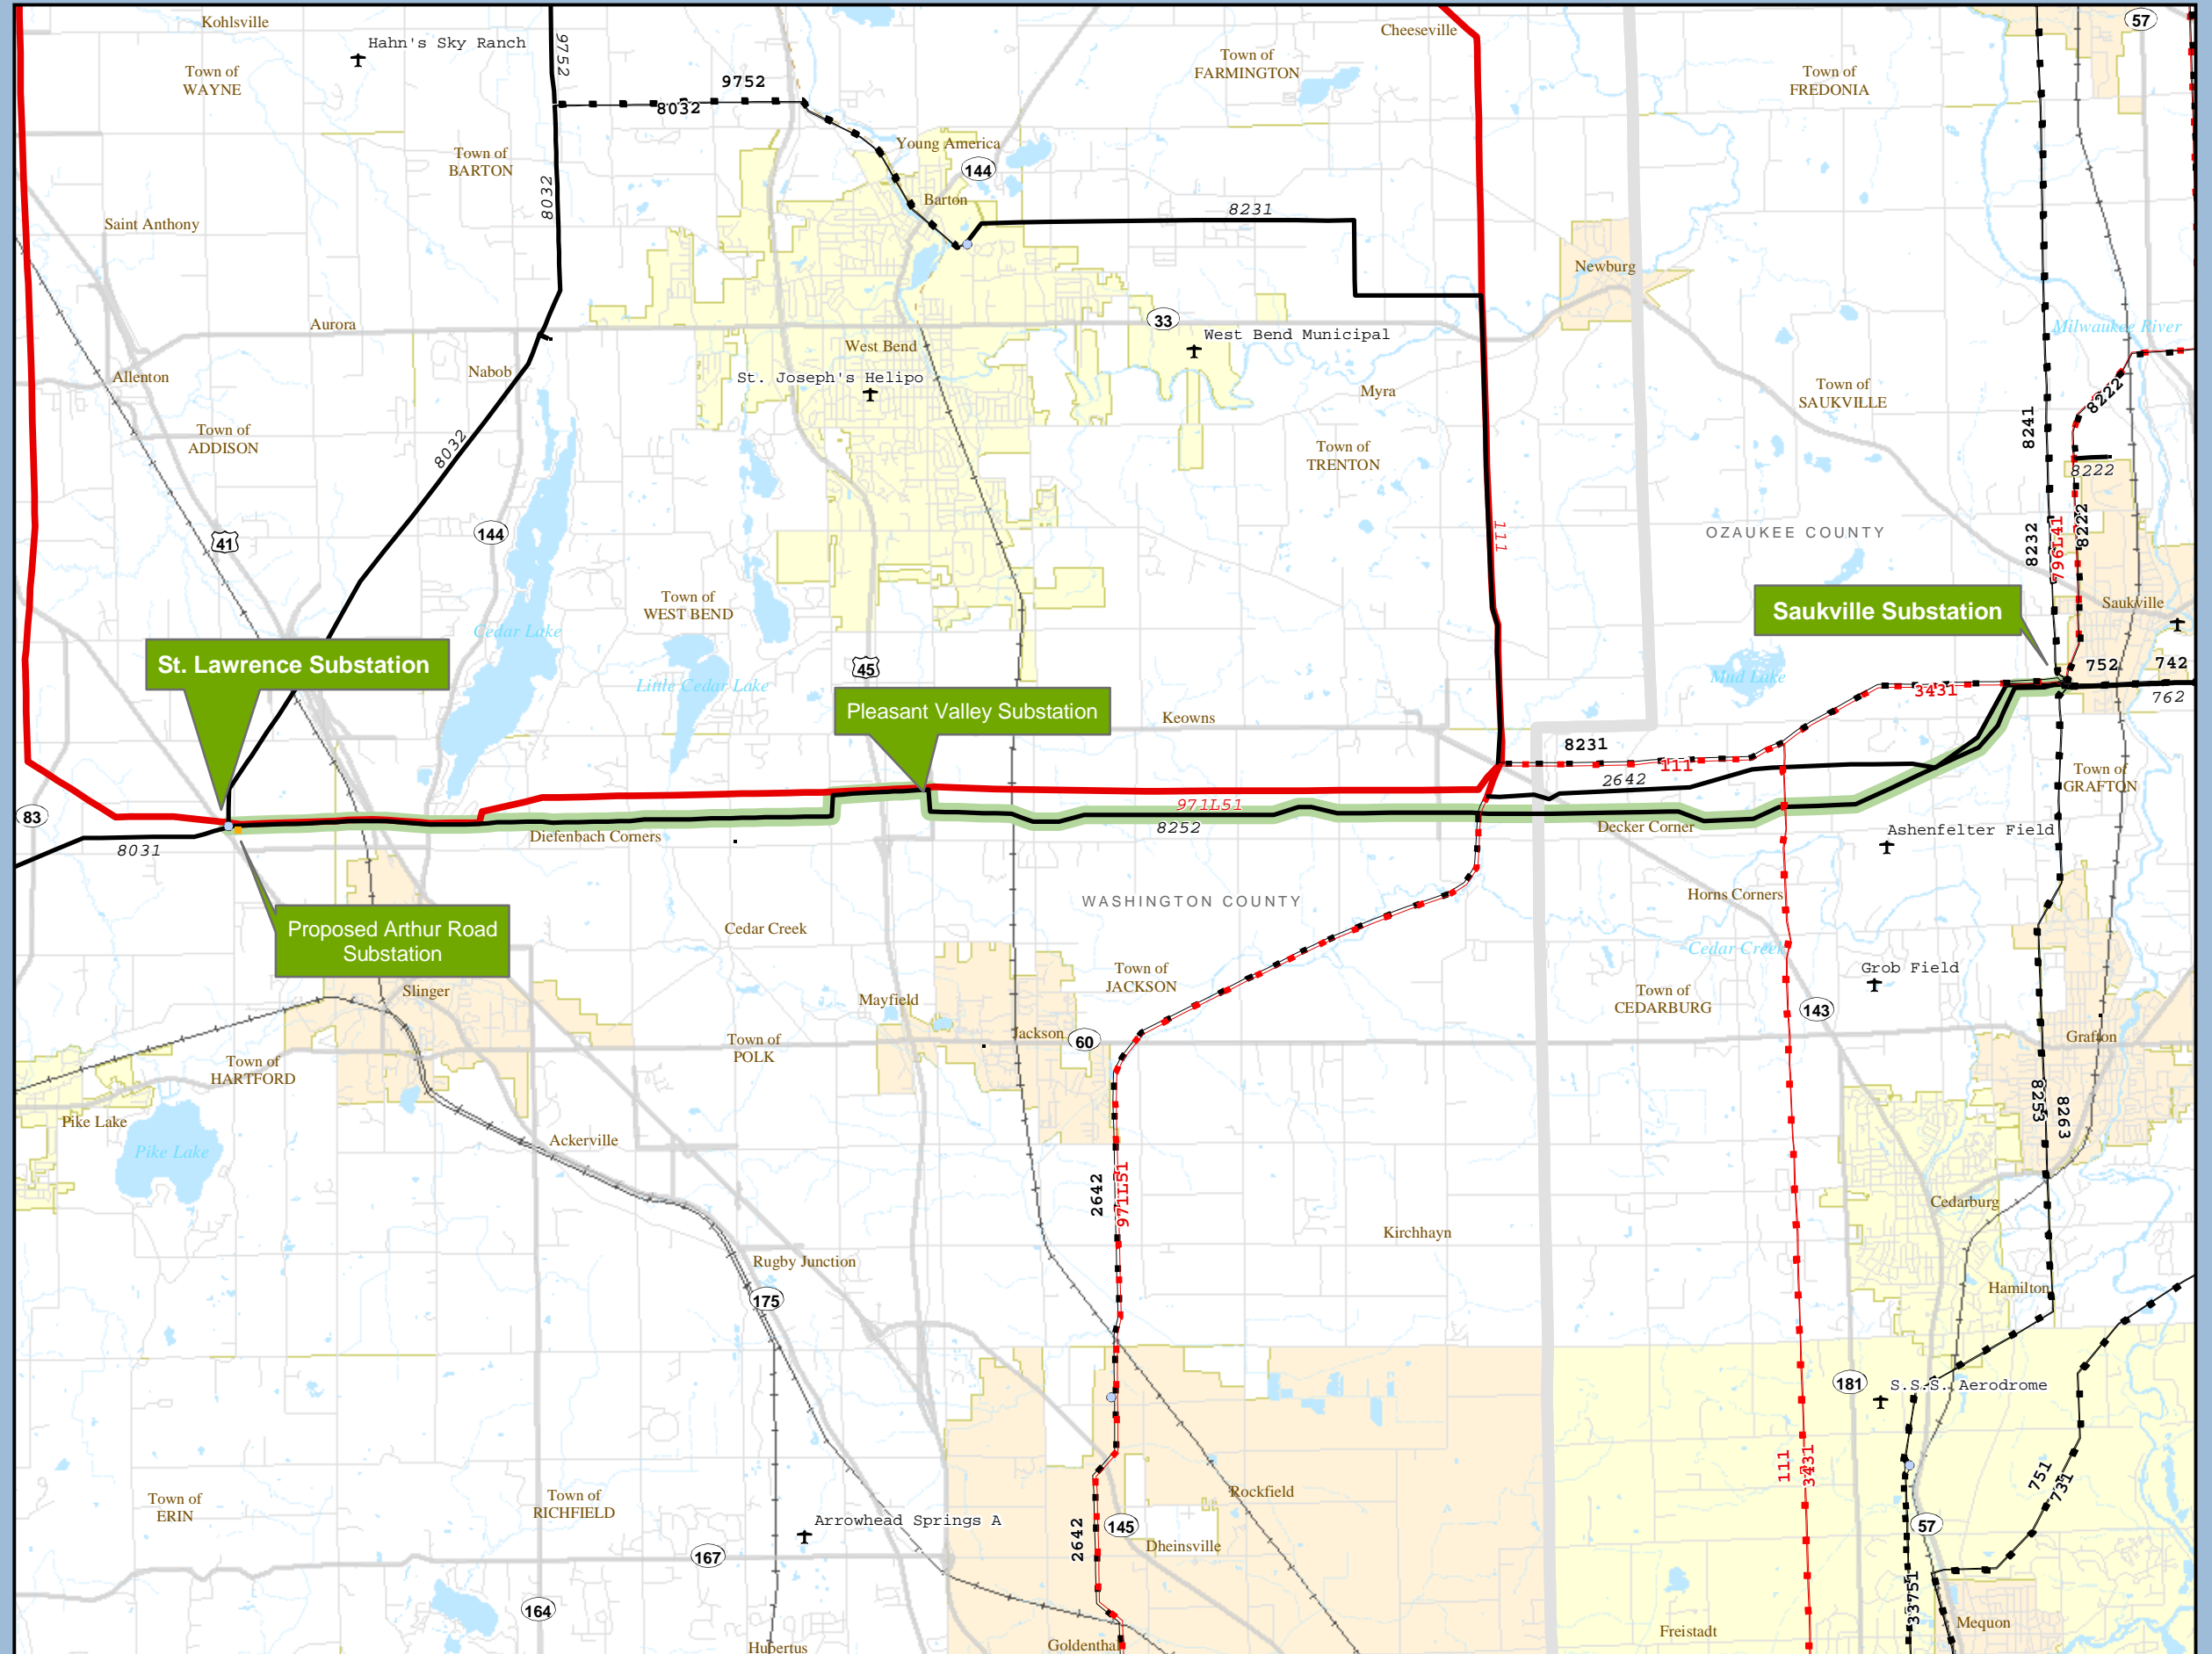 Kohlsville
Hahn's Sky Ranch
9752
Cheeseville
57
Town of
WAYNE
Town of
FARMINGTON
Town of
FREDONIA
9752
8032
Young America
144
Town of
BARTON
8032
Barton
8231
Saint Anthony
Newburg
Aurora
33
West Bend Municipal
Milwaukee River
West Bend
Allenton
Nabob
St. Joseph's Helipo
Myra
Town of
SAUKVILLE
8222
8241
Town of
ADDISON
8032
Town of
TRENTON
8222
41
144
111
OZAUKEE COUNTY
8232
796L41
8222
Town of
WEST BEND
Saukville Substation
Saukville
Cedar Lake
St. Lawrence Substation
45
Little Cedar Lake
Mud Lake
752
742
762
3431
Pleasant Valley Substation
Keowns
8231
111
2642
Town of
GRAFTON
83
971L51
8252
Diefenbach Corners
Decker Corner
Ashenfelter Field
8031
Horns Corners
WASHINGTON COUNTY
Proposed Arthur Road
Substation
Cedar Creek
Cedar Creek
Town of
JACKSON
Grob Field
Slinger
Mayfield
Town of
CEDARBURG
143
Jackson
60
Grafton
Town of
HARTFORD
Town of
POLK
8253
8263
Pike Lake
Pike Lake
Ackerville
2642
971L51
Cedarburg
Kirchhayn
Rugby Junction
Hamilton
175
181
S.S.S. Aerodrome
111
3431
751
731
Town of
ERIN
Town of
RICHFIELD
Rockfield
Arrowhead Springs A
145
57
2642
Dheinsville
167
33751
164
Mequon
Freistadt
Hubertus
Goldenthal